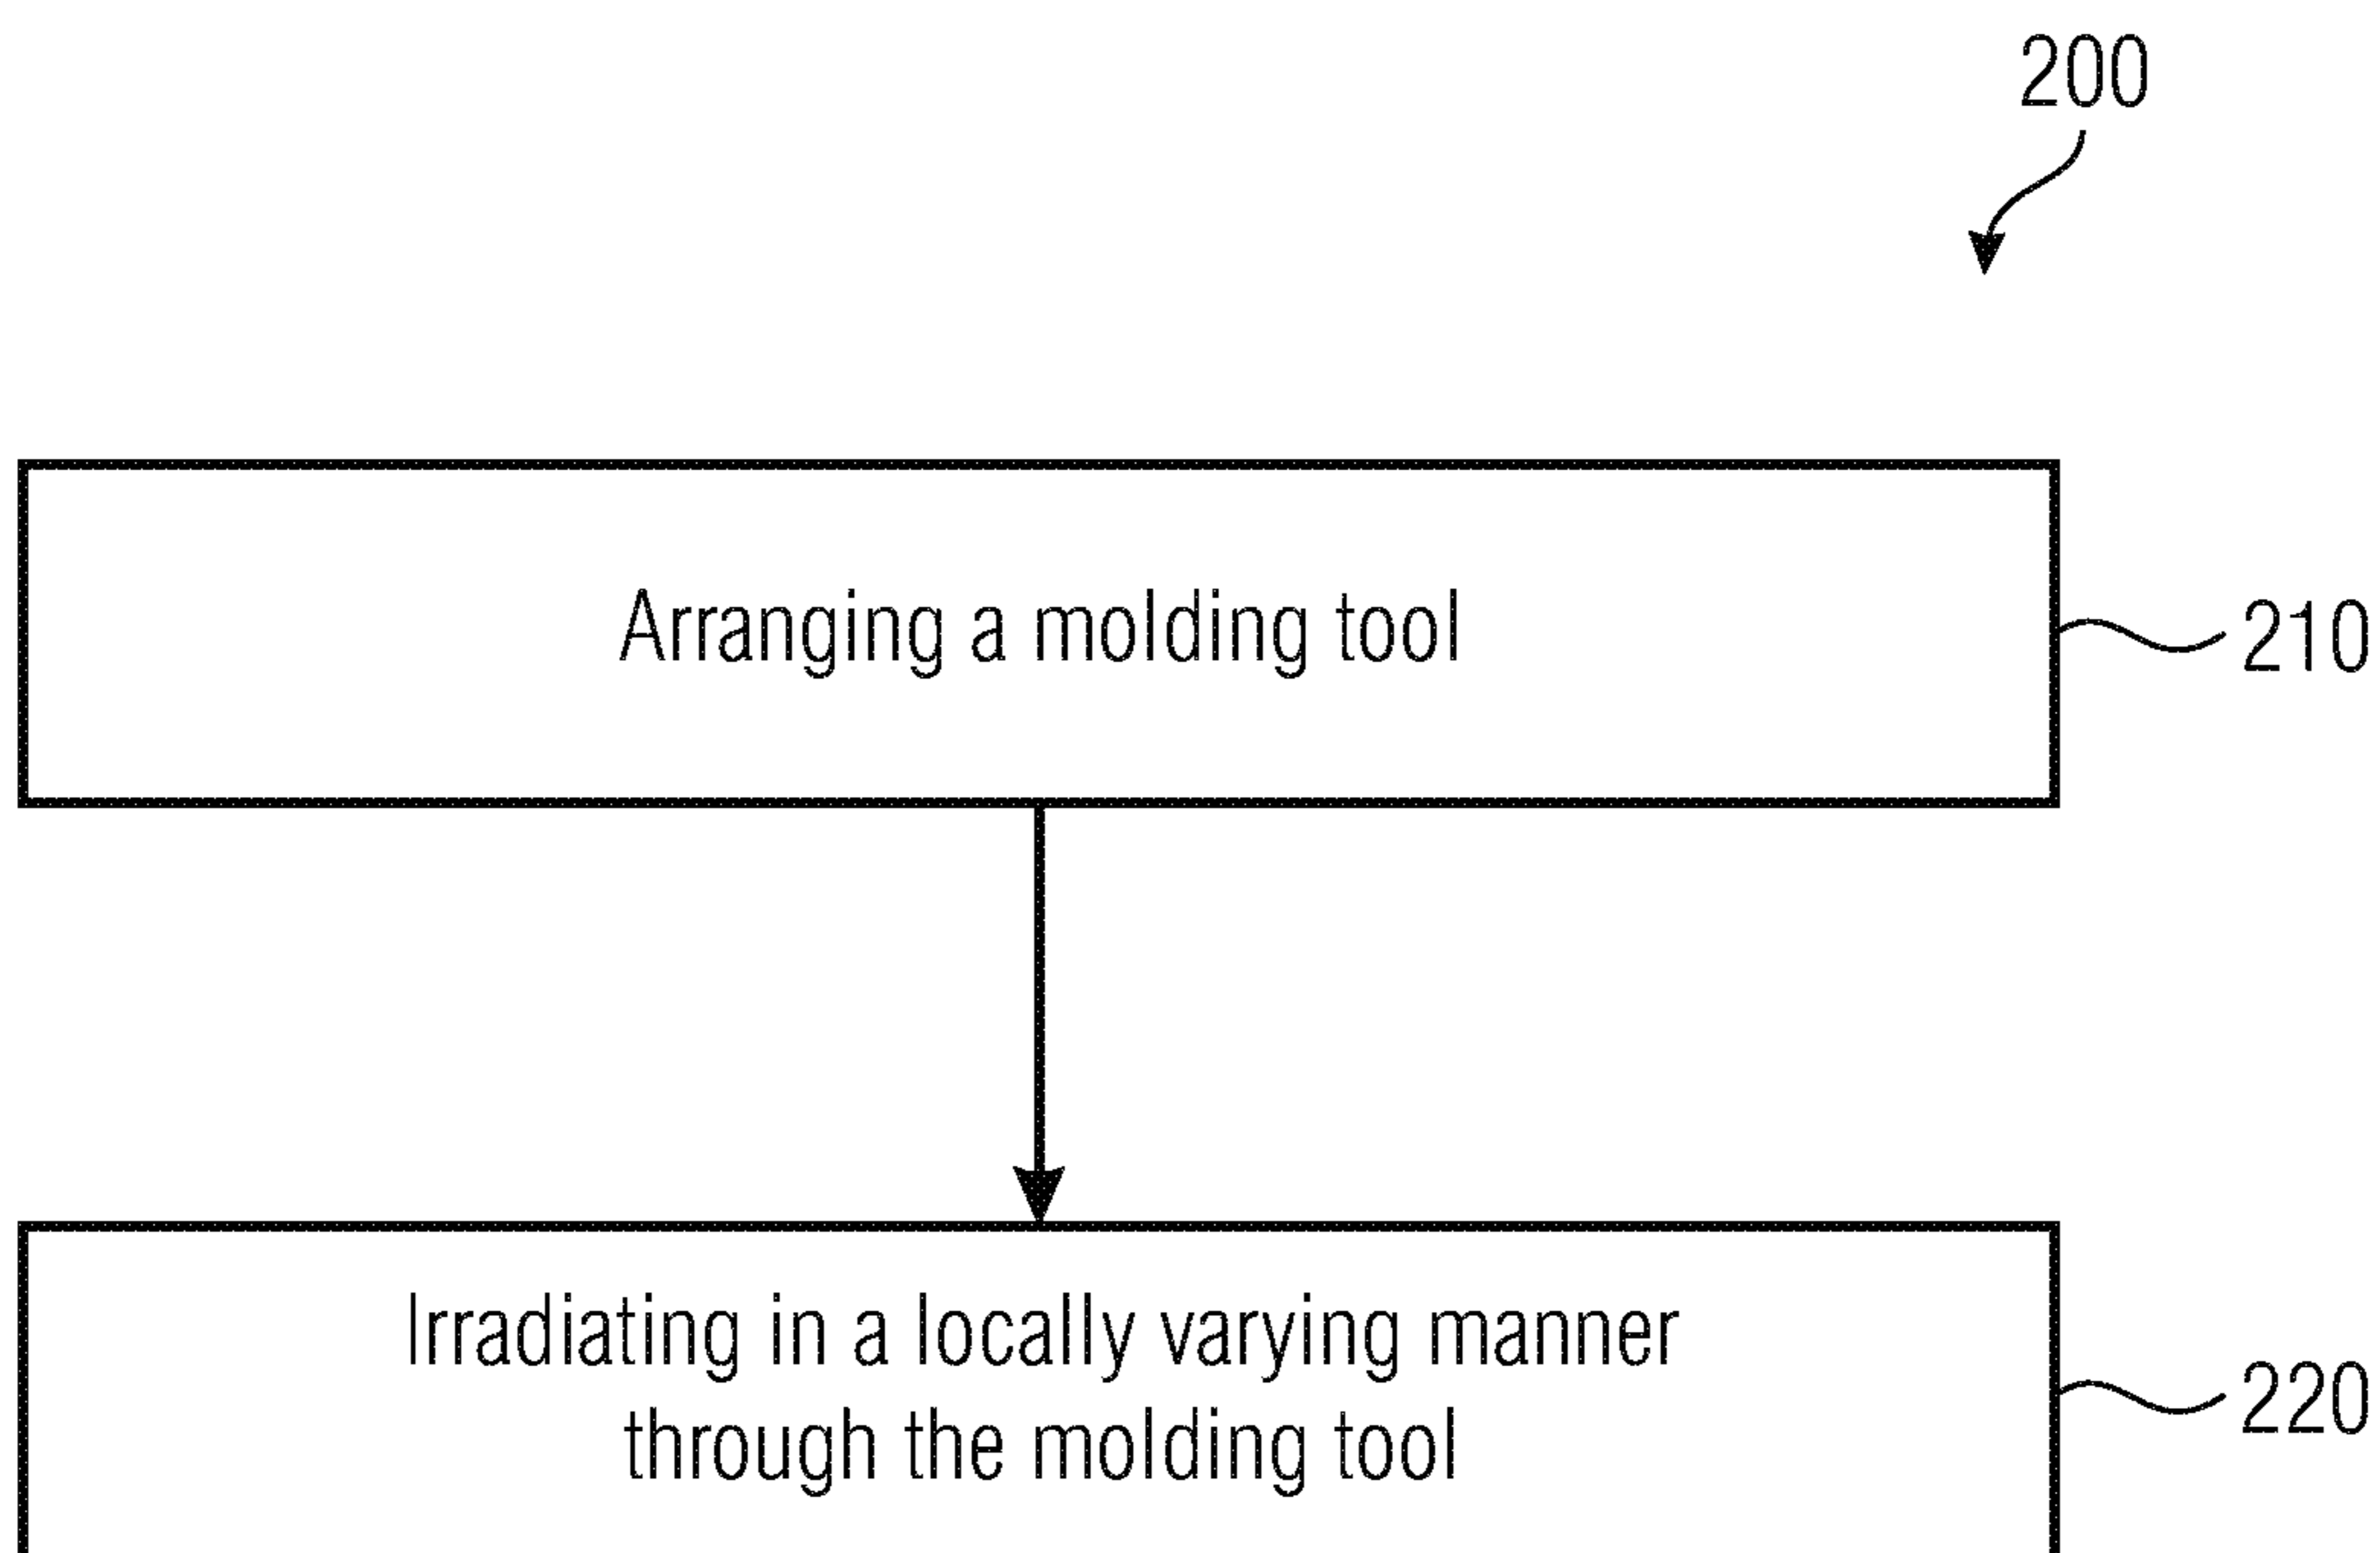 200
Arranging a molding tool
210
Irradiating in a locally varying manner
through the molding tool
220